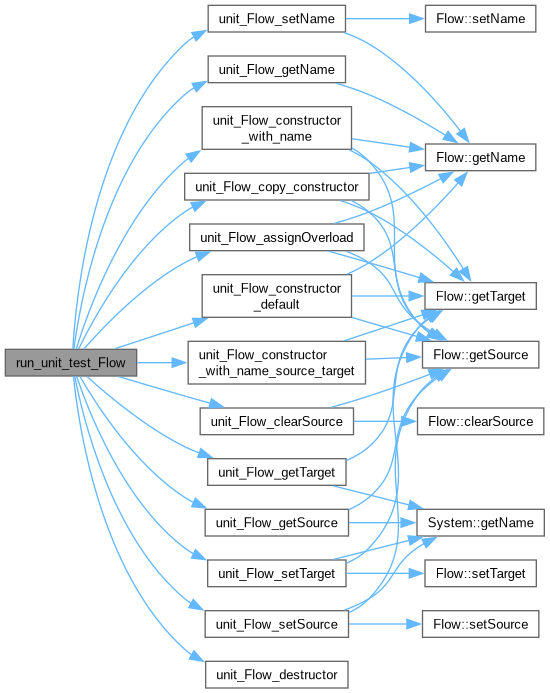 run_unit_test_Flow
unit_Flow_setName
unit_Flow_getName
unit_Flow_constructor
_with_name
unit_Flow_copy_constructor
unit_Flow_assignOverload
unit_Flow_constructor
_default
unit_Flow_constructor
_with_name_source_target
unit_Flow_clearSource
unit_Flow_getTarget
unit_Flow_getSource
unit_Flow_setTarget
unit_Flow_setSource
unit_Flow_destructor
Flow::setName
Flow::getName
Flow::getTarget
Flow::getSource
Flow::clearSource
System::getName
Flow::setTarget
Flow::setSource